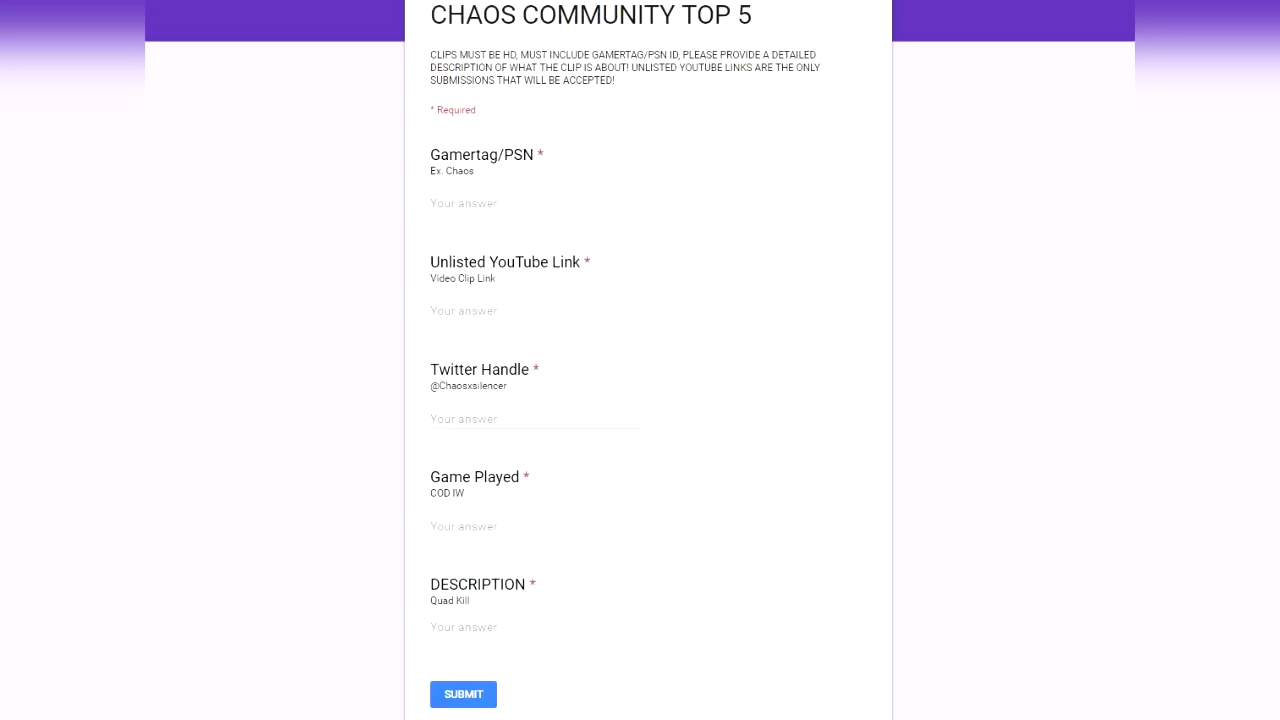 CHAOS COMMUNITY TOP 5
CLIPS MUST BE HD, MUST INCLUDE GAMERTAG/PSN ID, PLEASE PROVIDE A DETAILED
DESCRIPTION OF WHAT THE CLIP IS ABOUT! UNLISTED YOUTUBE LINKS ARE THE ONLY
SUBMISSIONS THAT WILL BE ACCEPTED!
* Required
Gamertag/PSN *
Ex. Chaos
Your answer
Unlisted YouTube Link *
Video Clip Link
Your answer
Twitter Handle *
@Chaosxsilencer
Your answer
Game Played *
COD IW
Your answer
DESCRIPTION *
Quad Kill
Your answer
SUBMIT